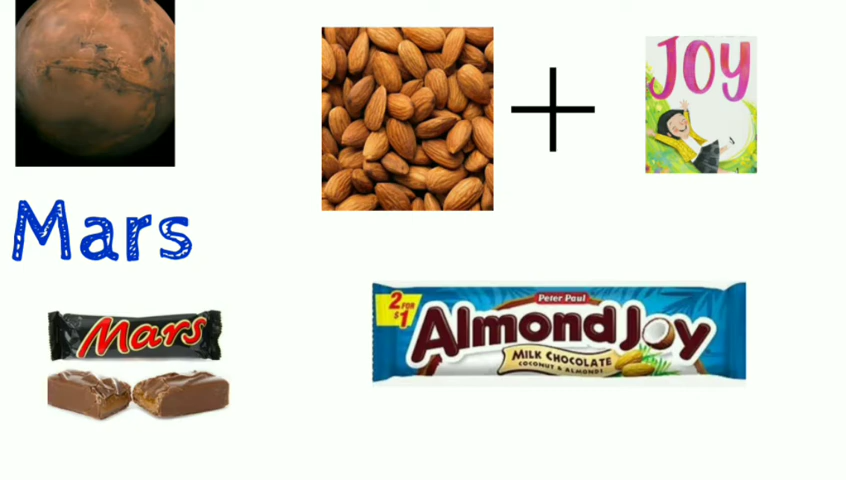 JOY
Mars
Mars
2 FOR $1
Peter Paul
Almond Joy
MILK CHOCOLATE
COCONUT & ALMONDS